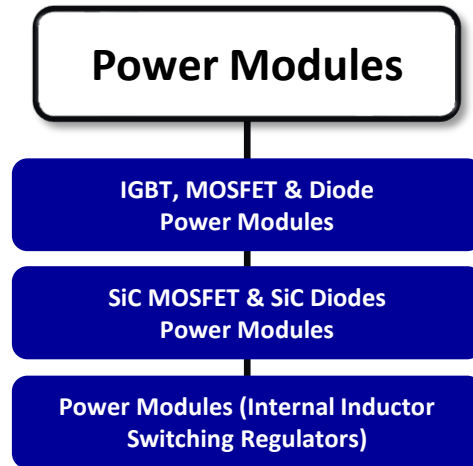 Power Modules
IGBT, MOSFET & Diode
Power Modules
SiC MOSFET & SiC Diodes
Power Modules
Power Modules (Internal Inductor
Switching Regulators)